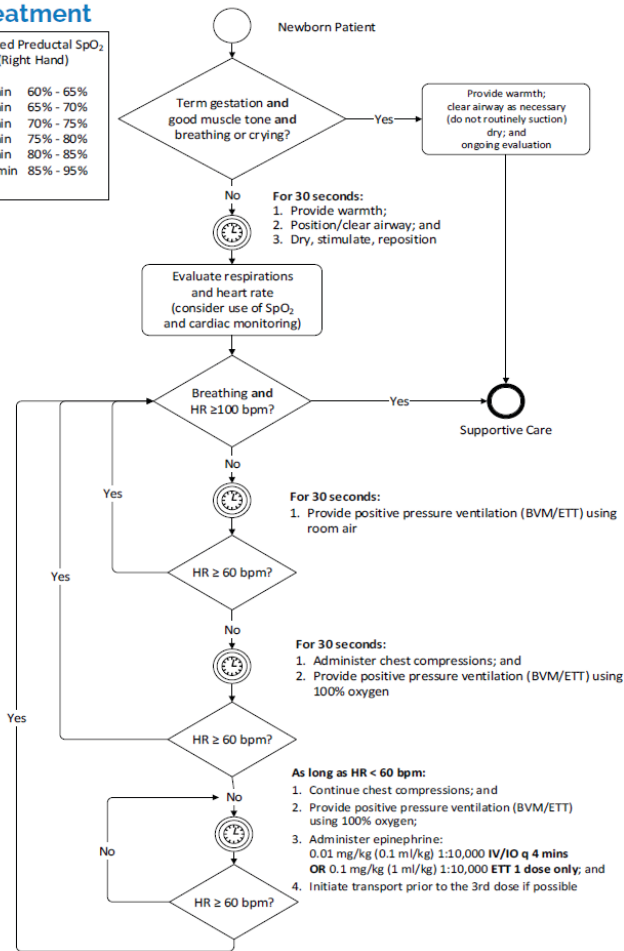 eatment
ed Preductal SpO₂
(Right Hand)
in 60% - 65%
in 65% - 70%
in 70% - 75%
in 75% - 80%
in 80% - 85%
min 85% - 95%
Newborn Patient
Term gestation and
good muscle tone and
breathing or crying?
Yes
Provide warmth;
clear airway as necessary
(do not routinely suction)
dry; and
ongoing evaluation
No
For 30 seconds:
1. Provide warmth;
2. Position/clear airway; and
3. Dry, stimulate, reposition
Evaluate respirations
and heart rate
(consider use of SpO₂
and cardiac monitoring)
Breathing and
HR ≥100 bpm?
Yes
Supportive Care
No
Yes
For 30 seconds:
1. Provide positive pressure ventilation (BVM/ETT) using
room air
HR ≥ 60 bpm?
Yes
No
For 30 seconds:
1. Administer chest compressions; and
2. Provide positive pressure ventilation (BVM/ETT) using
100% oxygen
Yes
HR ≥ 60 bpm?
As long as HR < 60 bpm:
1. Continue chest compressions; and
2. Provide positive pressure ventilation (BVM/ETT)
using 100% oxygen;
3. Administer epinephrine:
0.01 mg/kg (0.1 ml/kg) 1:10,000 IV/IO q 4 mins
OR 0.1 mg/kg (1 ml/kg) 1:10,000 ETT 1 dose only; and
4. Initiate transport prior to the 3rd dose if possible
No
No
HR ≥ 60 bpm?